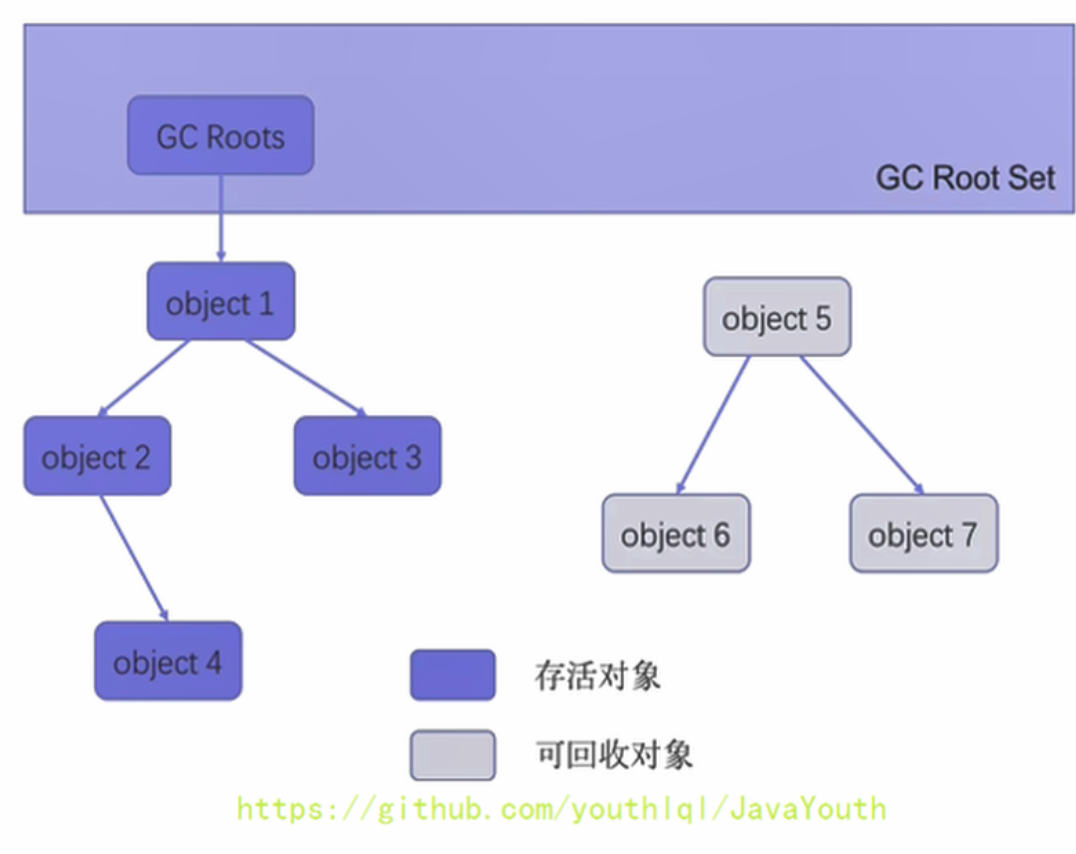 GC Roots
GC Root Set
object 1
object 5
object 2
object 3
object 6
object 7
object 4
存活对象
可回收对象
https://github.com/youthlql/JavaYouth